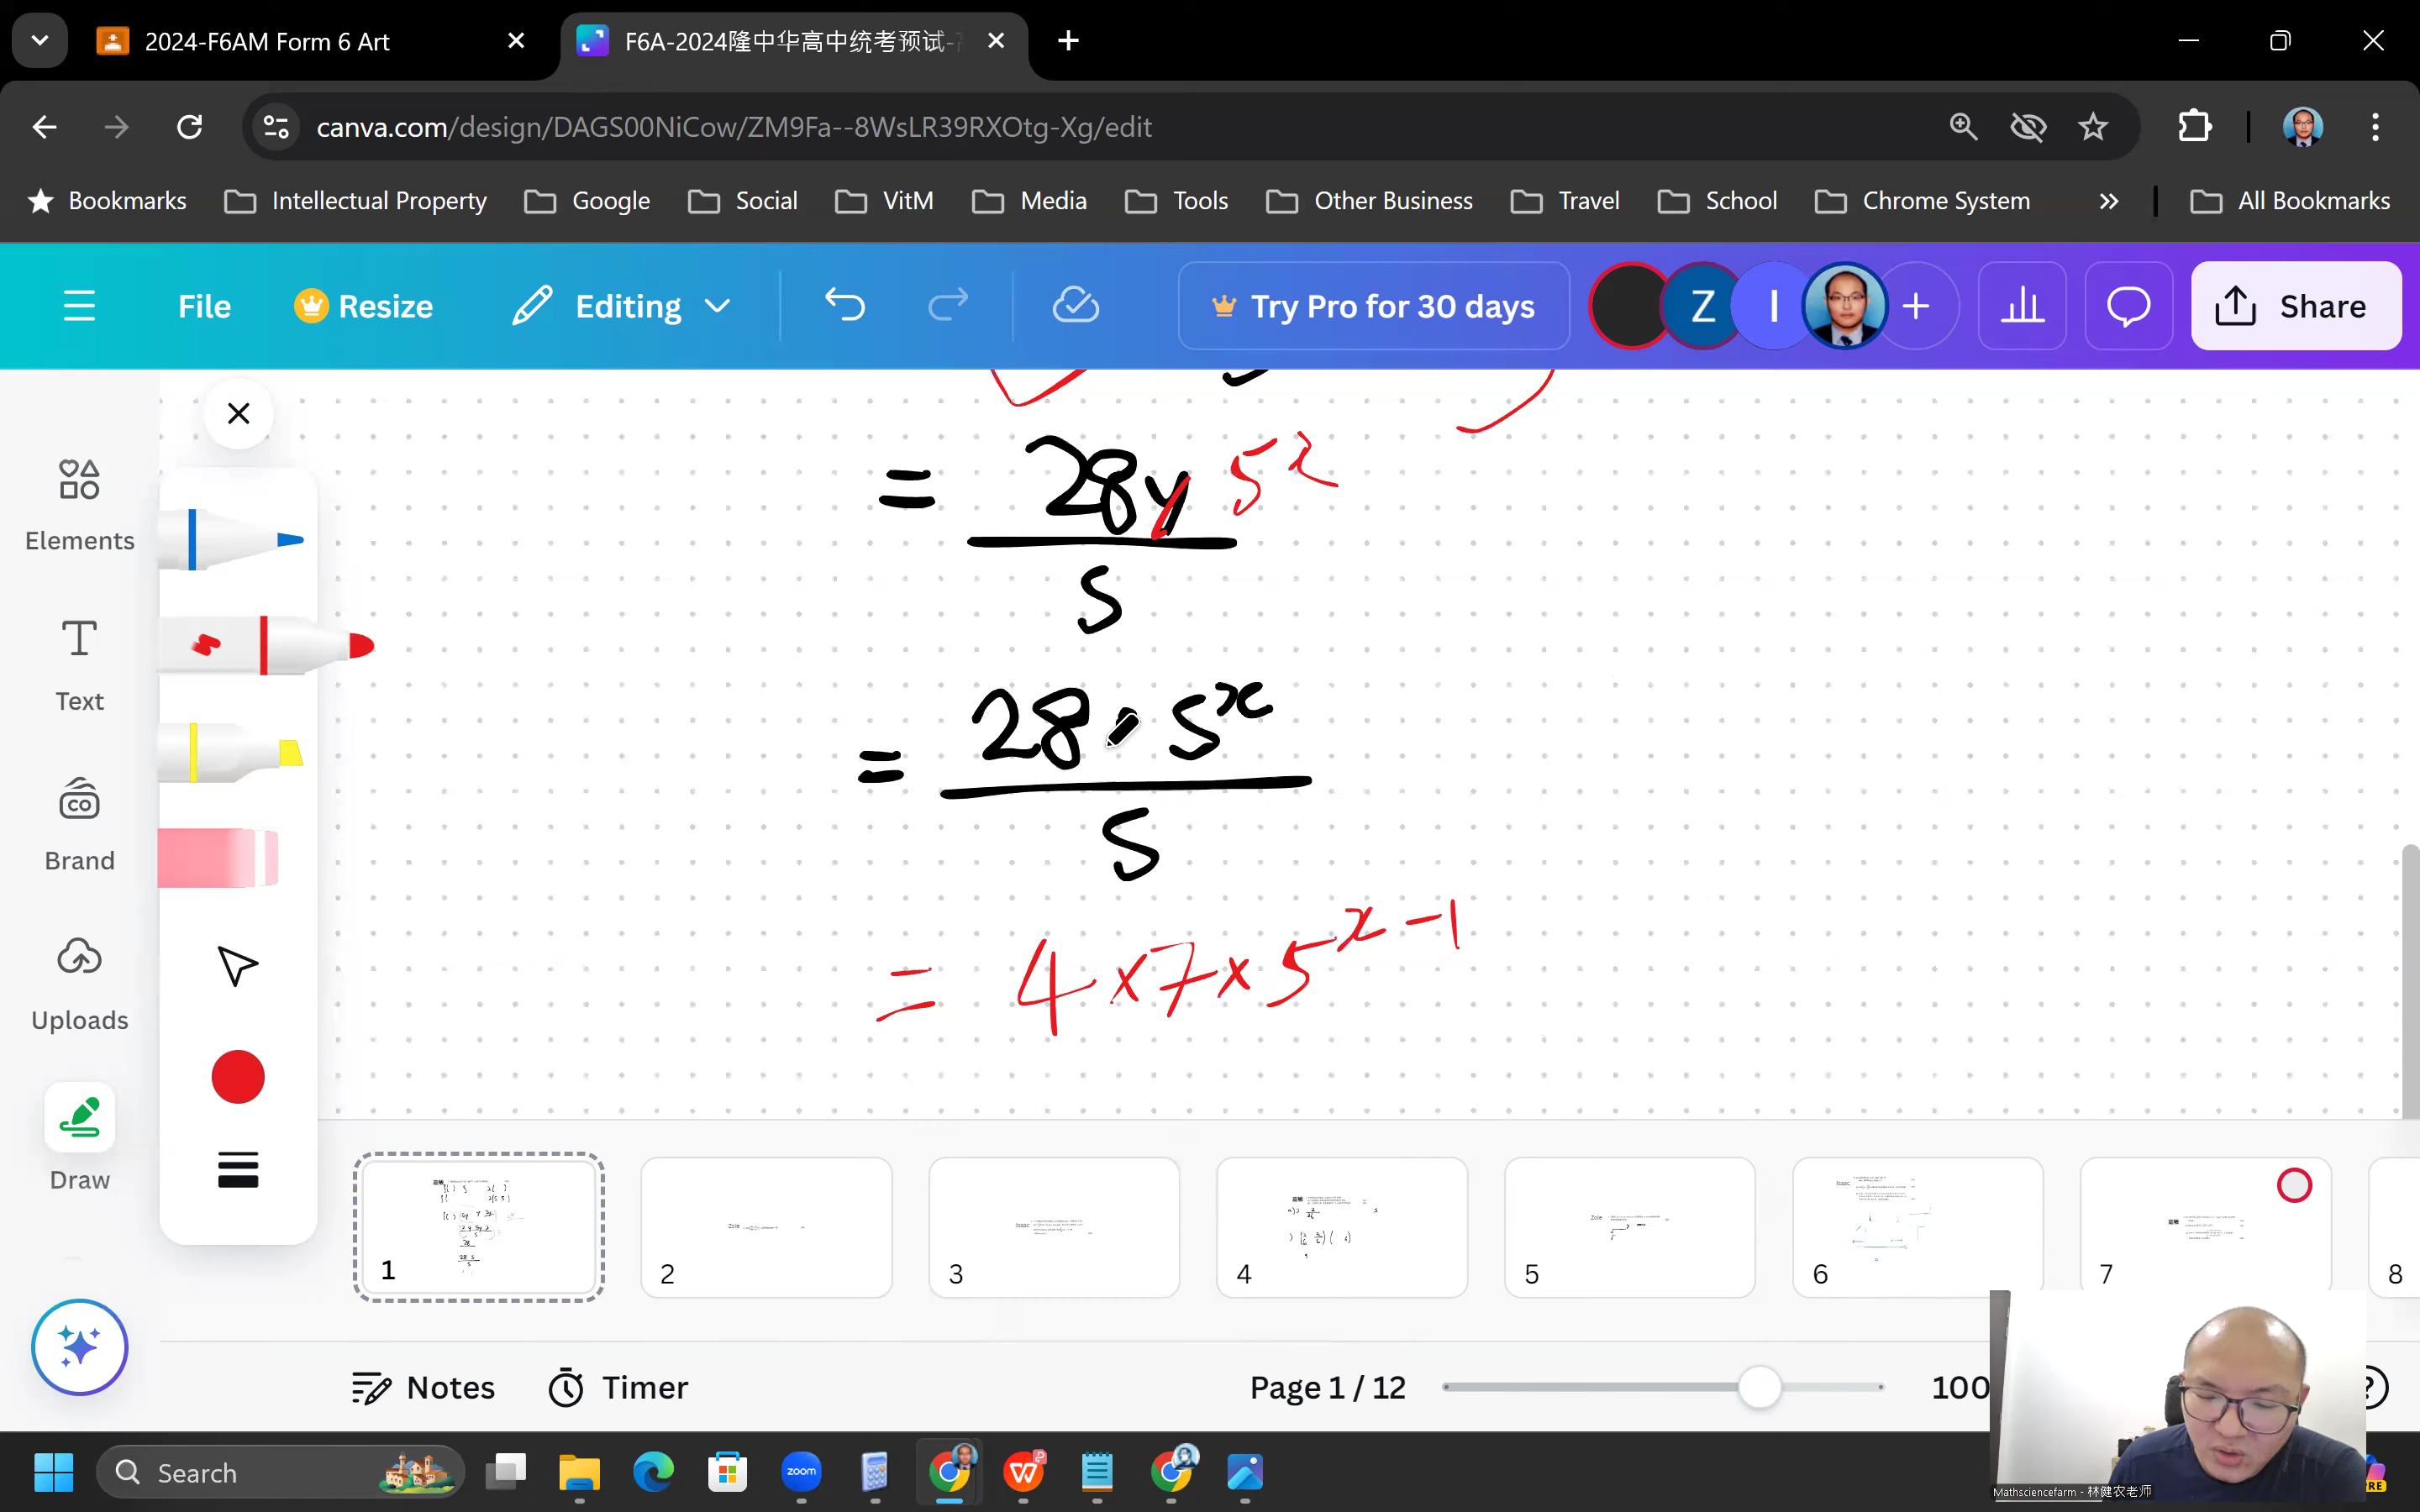 2024-F6AM Form 6 Art
F6A-2024隆中华高中统考预试-
canva.com/design/DAGS00NiCow/ZM9Fa--8WsLR39RXOtg-Xg/edit
Bookmarks Intellectual Property Google Social VitM Media Tools Other Business Travel School Chrome System All Bookmarks
File Resize Editing Try Pro for 30 days Z I Share
Elements
Text
Brand
Uploads
Draw
= 28y 5^x
5
= 28 · 5^x
5
= 4 × 7 × 5^x-1
1 2 3 4 5 6 7 8
Notes Timer Page 1 / 12 100
Search zoom
Mathsciencefarm - 林健农老师